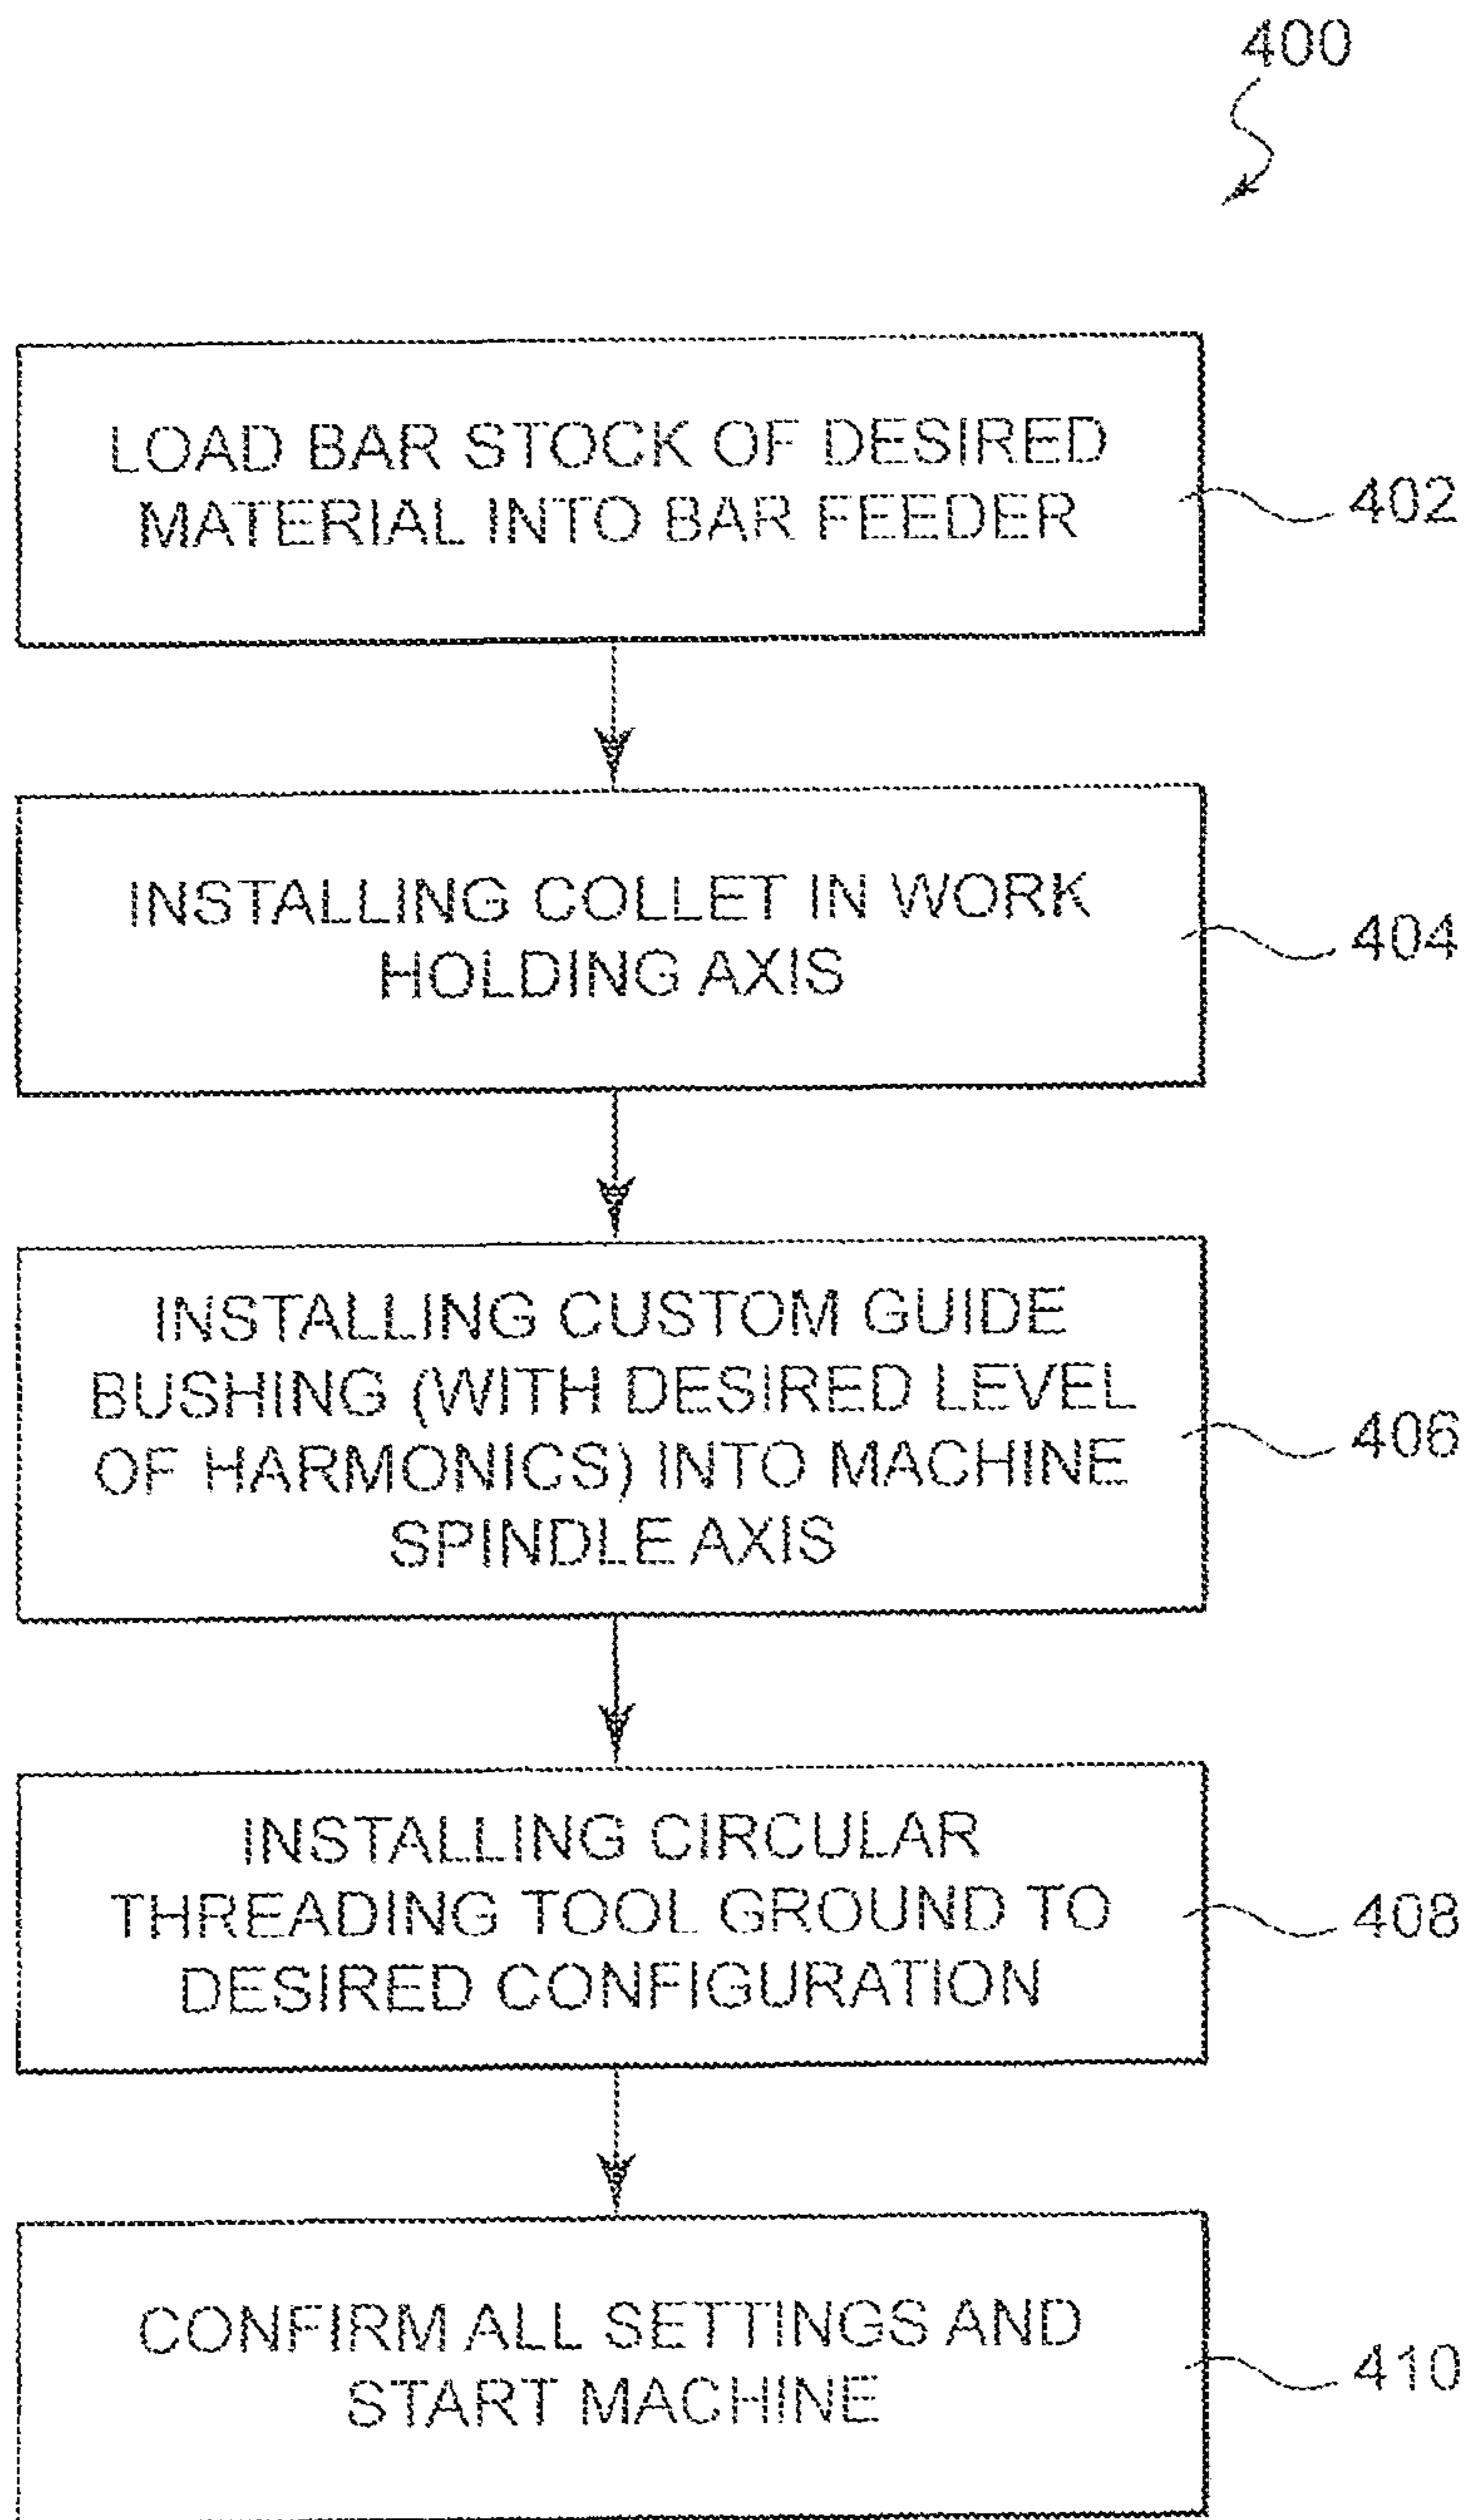 400
LOAD BAR STOCK OF DESIRED
MATERIAL INTO BAR FEEDER
402
INSTALLING COLLET IN WORK
HOLDING AXIS
404
INSTALLING CUSTOM GUIDE
BUSHING (WITH DESIRED LEVEL
OF HARMONICS) INTO MACHINE
SPINDLE AXIS
406
INSTALLING CIRCULAR
THREADING TOOL GROUND TO
DESIRED CONFIGURATION
408
CONFIRM ALL SETTINGS AND
START MACHINE
410